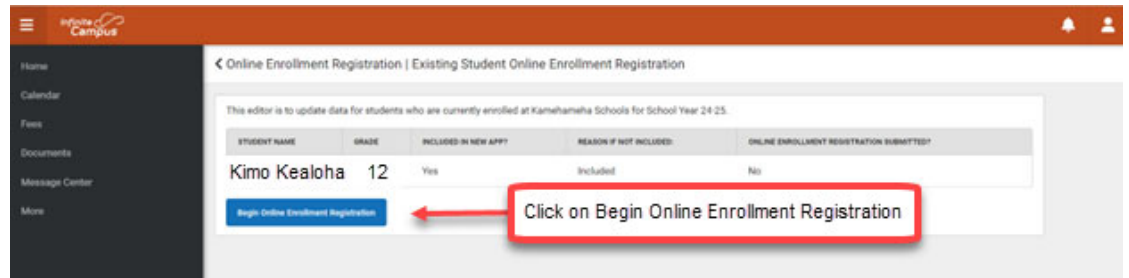 Infinite Campus
Home
< Online Enrollment Registration | Existing Student Online Enrollment Registration
Calendar
This editor is to update data for students who are currently enrolled at Kamehameha Schools for School Year 24-25.
Fees
STUDENT NAME GRADE INCLUDED IN NEW APP? REASON IF NOT INCLUDED: ONLINE ENROLLMENT REGISTRATION SUBMITTED?
Documents
Kimo Kealoha 12 Yes Included No
Message Center
More
Begin Online Enrollment Registration
Click on Begin Online Enrollment Registration